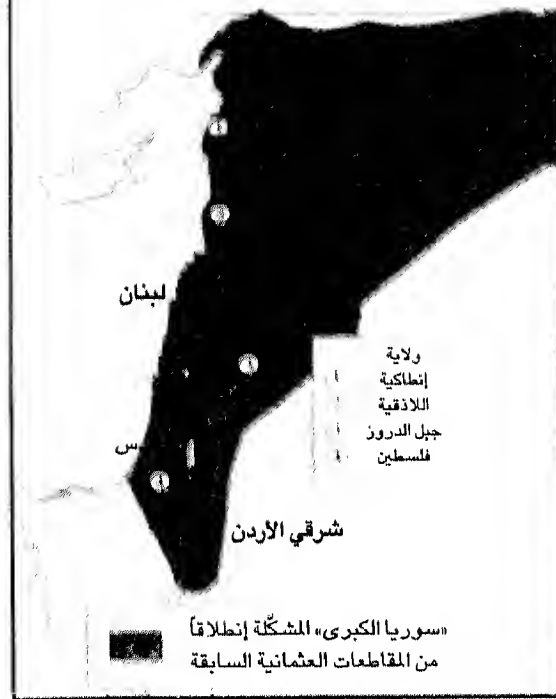 لبنان
ولاية
إنطاكية
اللاذقية
جبل الدروز
فلسطين
شرقي الأردن
«سوريا الكبرى» المشكَّلة إنطلاقاً
من المقاطعات العثمانية السابقة